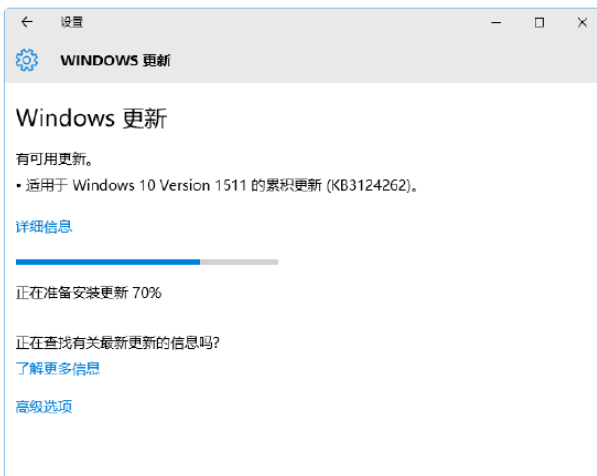 设置
WINDOWS 更新
Windows 更新
有可用更新。
• 适用于 Windows 10 Version 1511 的累积更新 (KB3124262)。
详细信息
正在准备安装更新 70%
正在查找有关最新更新的信息吗?
了解更多信息
高级选项